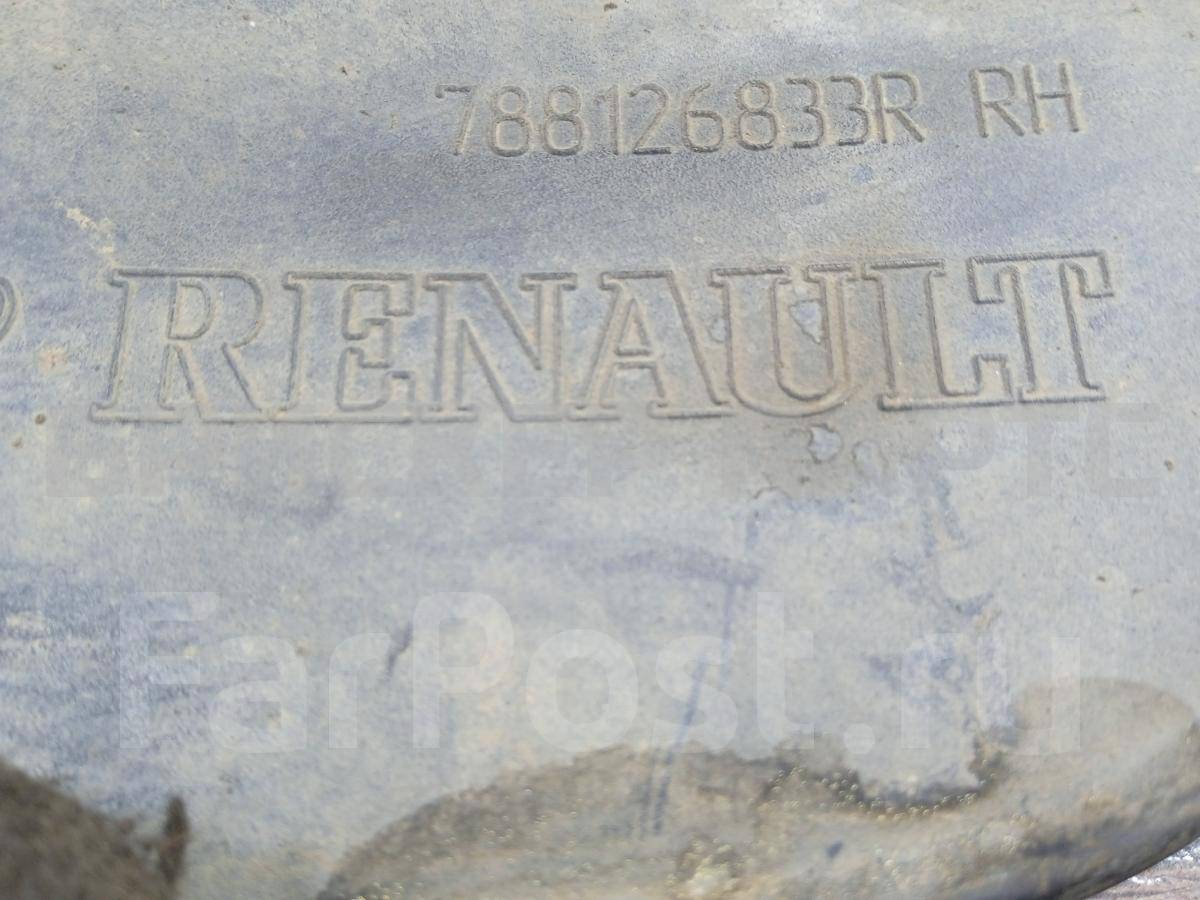 788126833R RH
RENAULT
FarPost.ru